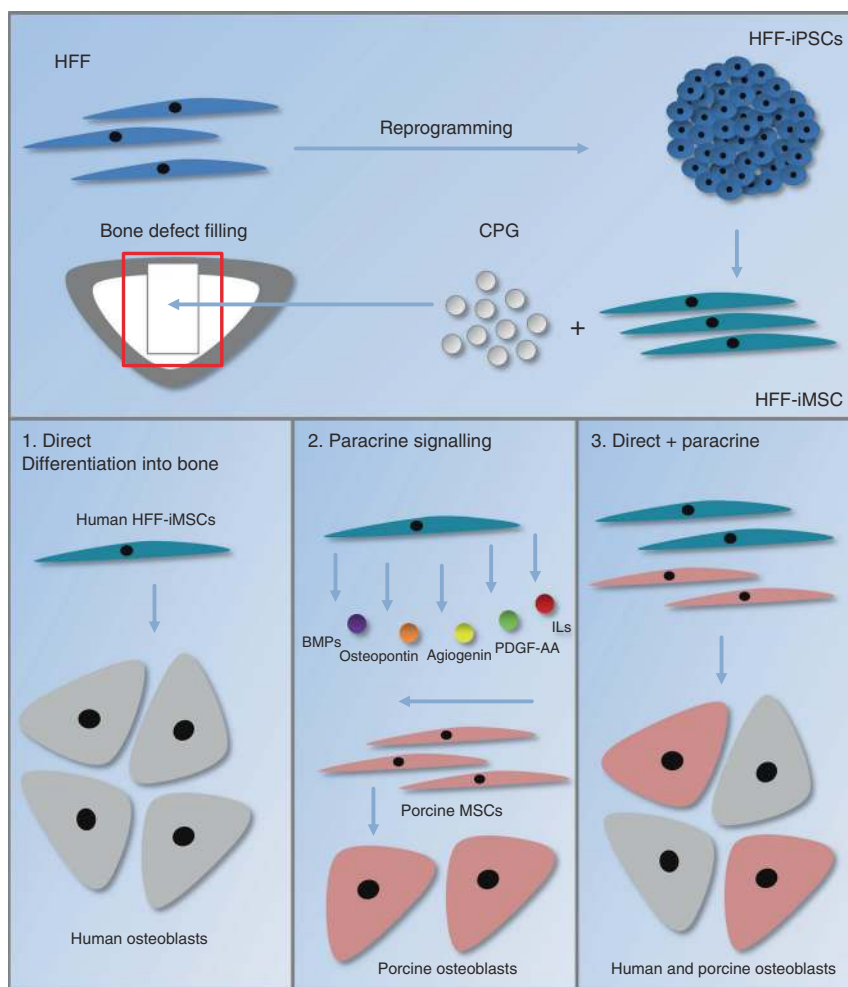 HFF
HFF-iPSCs
Reprogramming
Bone defect filling
CPG
+
HFF-iMSC
1. Direct
Differentiation into bone
Human HFF-iMSCs
Human osteoblasts
2. Paracrine signalling
BMPs
Osteopontin
Agiogenin
PDGF-AA
ILs
Porcine MSCs
Porcine osteoblasts
3. Direct + paracrine
Human and porcine osteoblasts